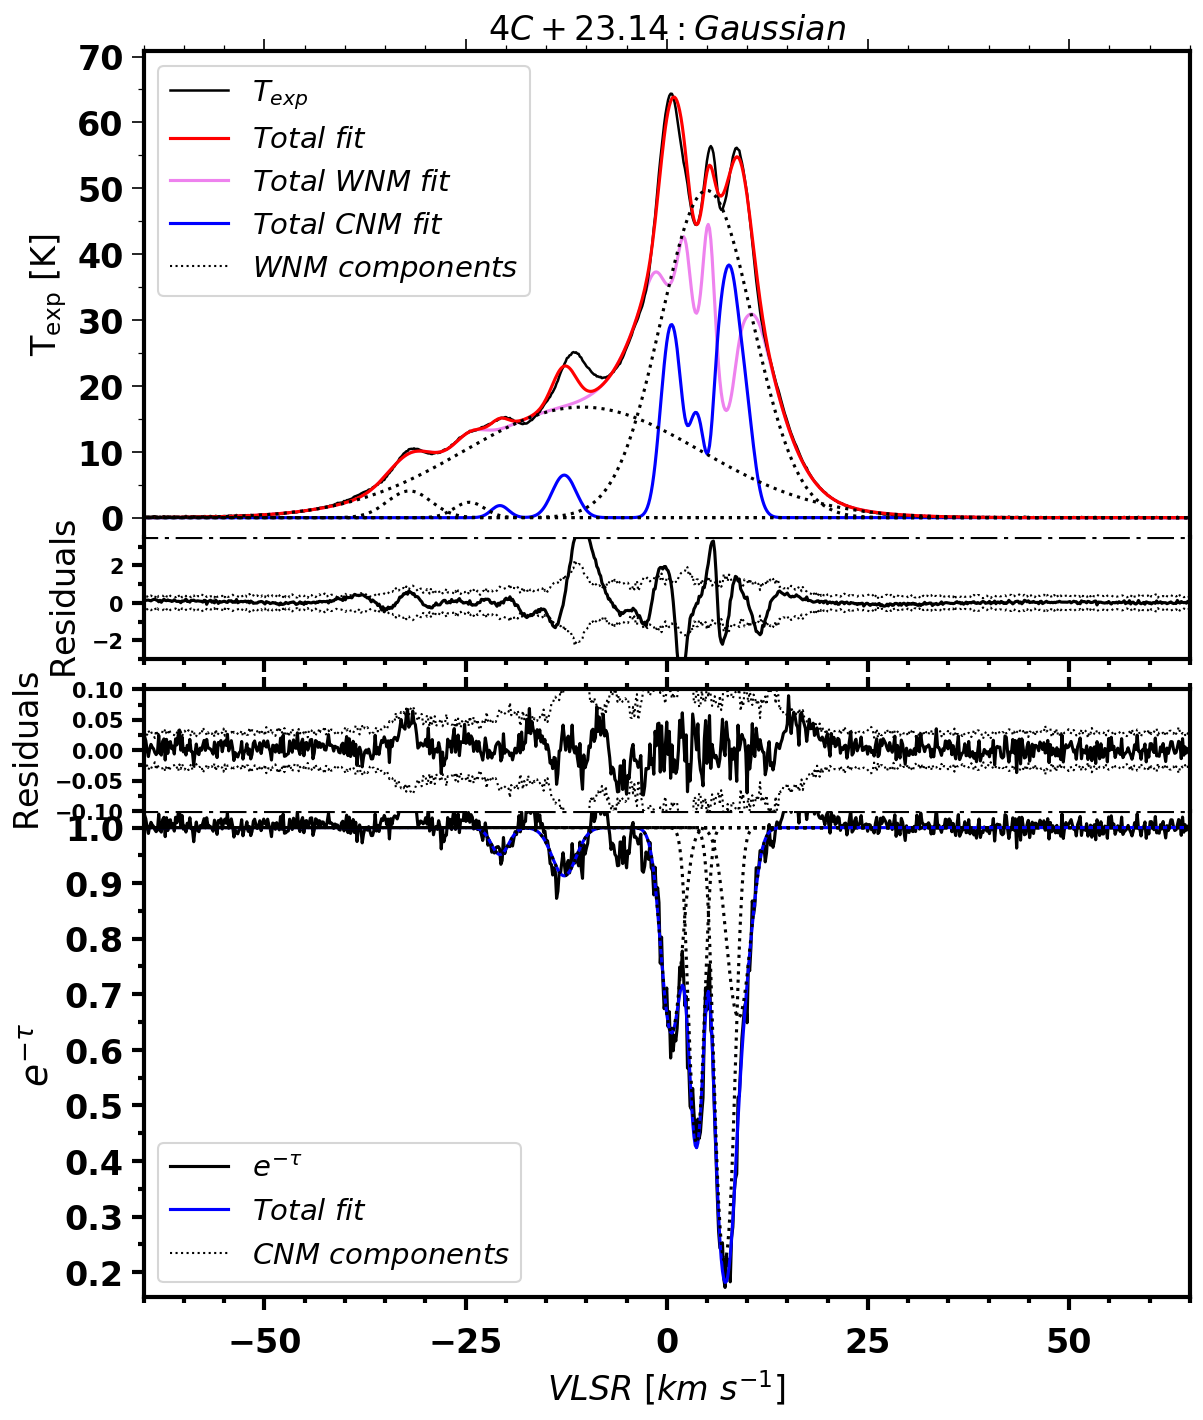 4C + 23.14 : Gaussian
70
60
50
40
30
20
10
0
T_exp [K]
T_exp
Total fit
Total WNM fit
Total CNM fit
WNM components
2
0
−2
Residuals
0.10
0.05
0.00
−0.05
−0.10
Residuals
1.0
0.9
0.8
0.7
0.6
0.5
0.4
0.3
0.2
e^−τ
e^−τ
Total fit
CNM components
−50 −25 0 25 50
VLSR [km s^−1]